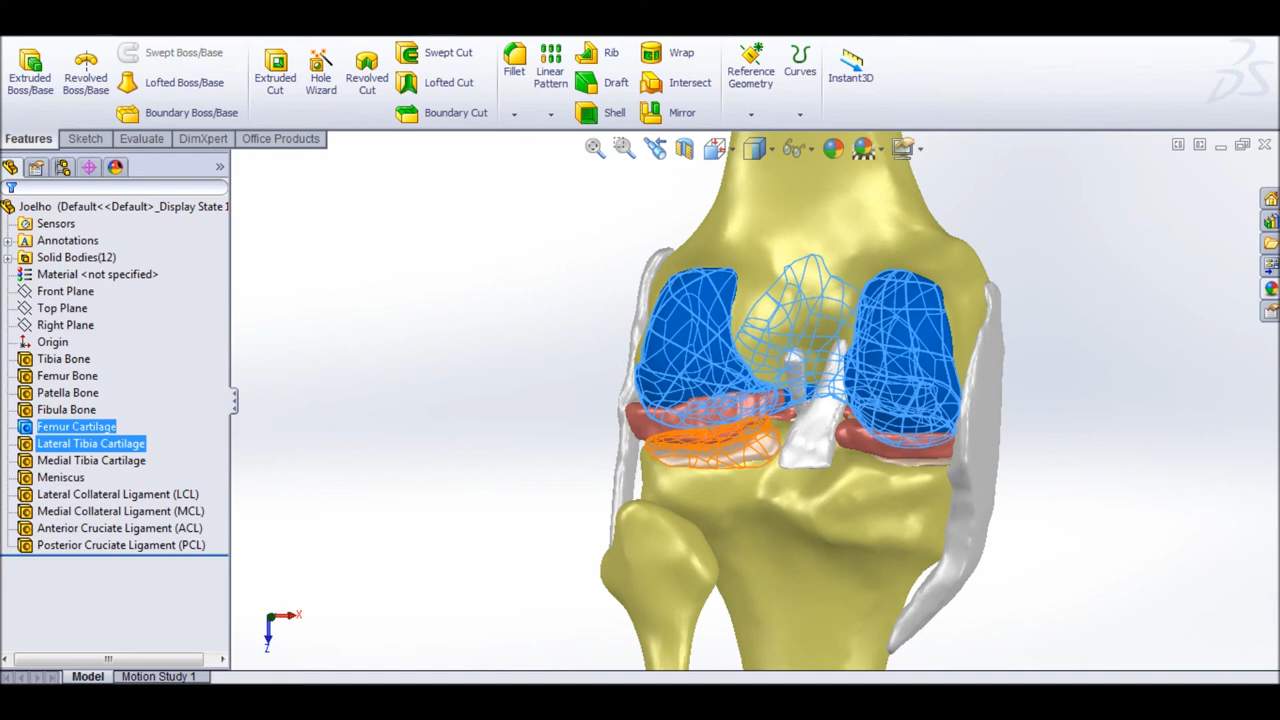 Extruded Boss/Base
Revolved Boss/Base
Swept Boss/Base
Lofted Boss/Base
Boundary Boss/Base
Extruded Cut
Hole Wizard
Revolved Cut
Swept Cut
Lofted Cut
Boundary Cut
Fillet
Linear Pattern
Rib
Draft
Shell
Wrap
Intersect
Mirror
Reference Geometry
Curves
Instant3D
Features
Sketch
Evaluate
DimXpert
Office Products
Joelho (Default<<Default>_Display State 1
Sensors
Annotations
Solid Bodies(12)
Material <not specified>
Front Plane
Top Plane
Right Plane
Origin
Tibia Bone
Femur Bone
Patella Bone
Fibula Bone
Femur Cartilage
Lateral Tibia Cartilage
Medial Tibia Cartilage
Meniscus
Lateral Collateral Ligament (LCL)
Medial Collateral Ligament (MCL)
Anterior Cruciate Ligament (ACL)
Posterior Cruciate Ligament (PCL)
X
Z
Model
Motion Study 1